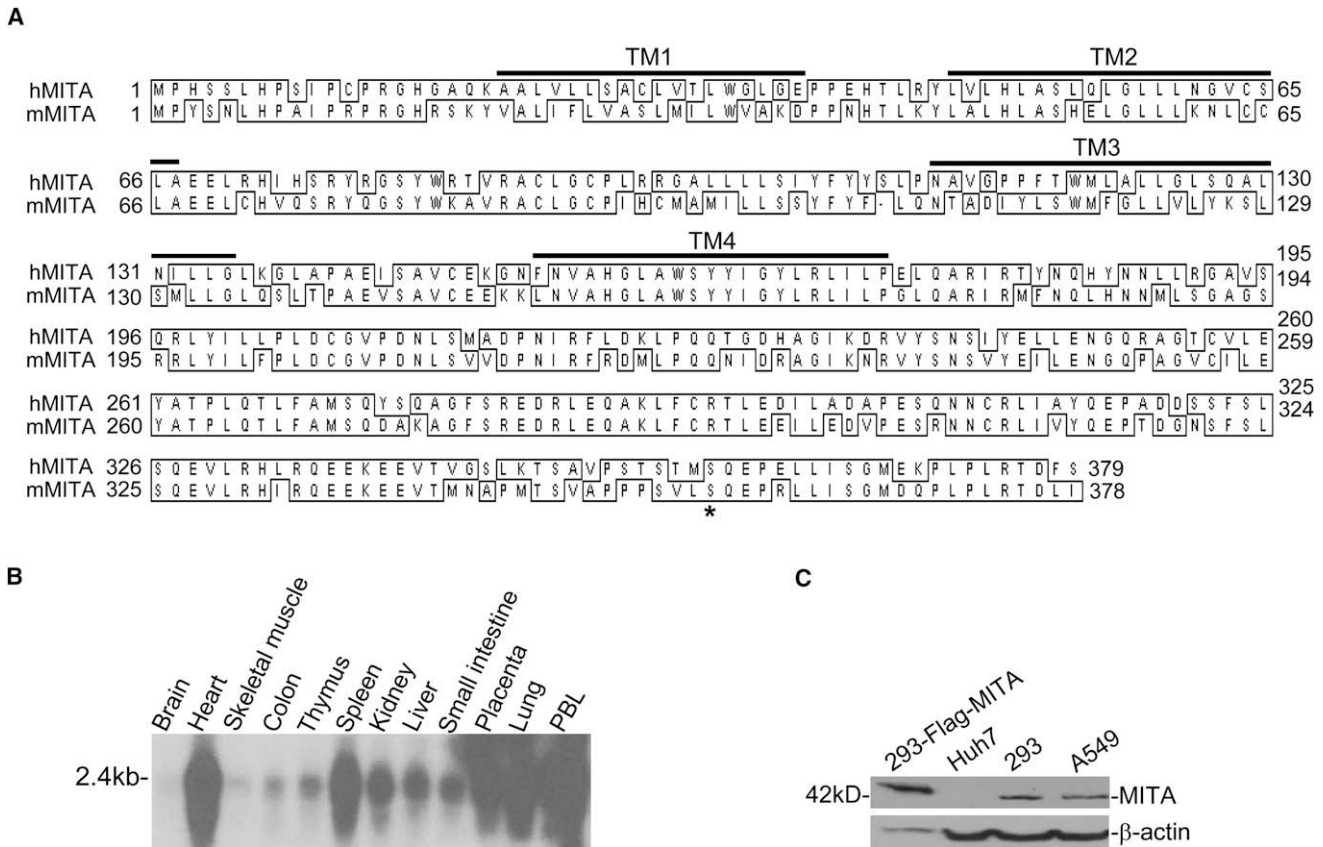 A
TM1 TM2
hMITA 1 MPHSSLHPSIPCPRGHGAQKAALVLLSACLVTLWGLGEPPEHTLRYLVLHLASLQLGLLLNGVCS 65
mMITA 1 MPYSNLHPAIPRPRGHRSKYVALIFLVASLMILWVAKDPPNHTLKYLALHLASHELGLLLKNLCC 65
TM3
hMITA 66 LAEELRHIHSRYRGSYWRTVRACLGCPLRRGALLLLSIYFYYSLPNAVGPPFTWMLALLGLSQAL 130
mMITA 66 LAEELCHVQSRYQGSYWKAVRACLGCPIHCMAMILLSSYFYF-LQNTADIYLSWMFGLLVLYKSL 129
TM4
hMITA 131 NILLGLKGLAPAEISAVCEKGNFNVAHGLAWSYYIGYLRLILPELQARIRTYNQHYNNLLRGAVS 195
mMITA 130 SMLLGLQSLTPAEVSAVCEEKKLNVAHGLAWSYYIGYLRLILPGLQARIRMFNQLHNNMLSGAGS 194
hMITA 196 QRLYILLPLDCGVPDNLSMADPNIRFLDKLPQQTGDHAGIKDRVYSNSIYELLENGQRAGTCVLE 260
mMITA 195 RRLYILFPLDCGVPDNLSVVDPNIRFRDMLPQQNIDRAGIKNRVYSNSVYEILENGQPAGVCILE 259
hMITA 261 YATPLQTLFAMSQYSQAGFSREDRLEQAKLFCRTLEDILADAPESQNNCRLIAYQEPADDSSFSL 325
mMITA 260 YATPLQTLFAMSQDAKAGFSREDRLEQAKLFCRTLEEILEDVPESRNNCRLIVYQEPTDGNSFSL 324
hMITA 326 SQEVLRHLRQEEKEEVTVGSLKTSAVPSTSTMSQEPELLISGMEKPLPLRTDFS 379
mMITA 325 SQEVLRHIRQEEKEEVTMNAPMTSVAPPPSVLSQEPRLLISGMDQPLPLRTDLI 378
*
B
Brain Heart Skeletal muscle Colon Thymus Spleen Kidney Liver Small intestine Placenta Lung PBL
2.4kb-
C
293-Flag-MITA Huh7 293 A549
42kD- -MITA
-β-actin